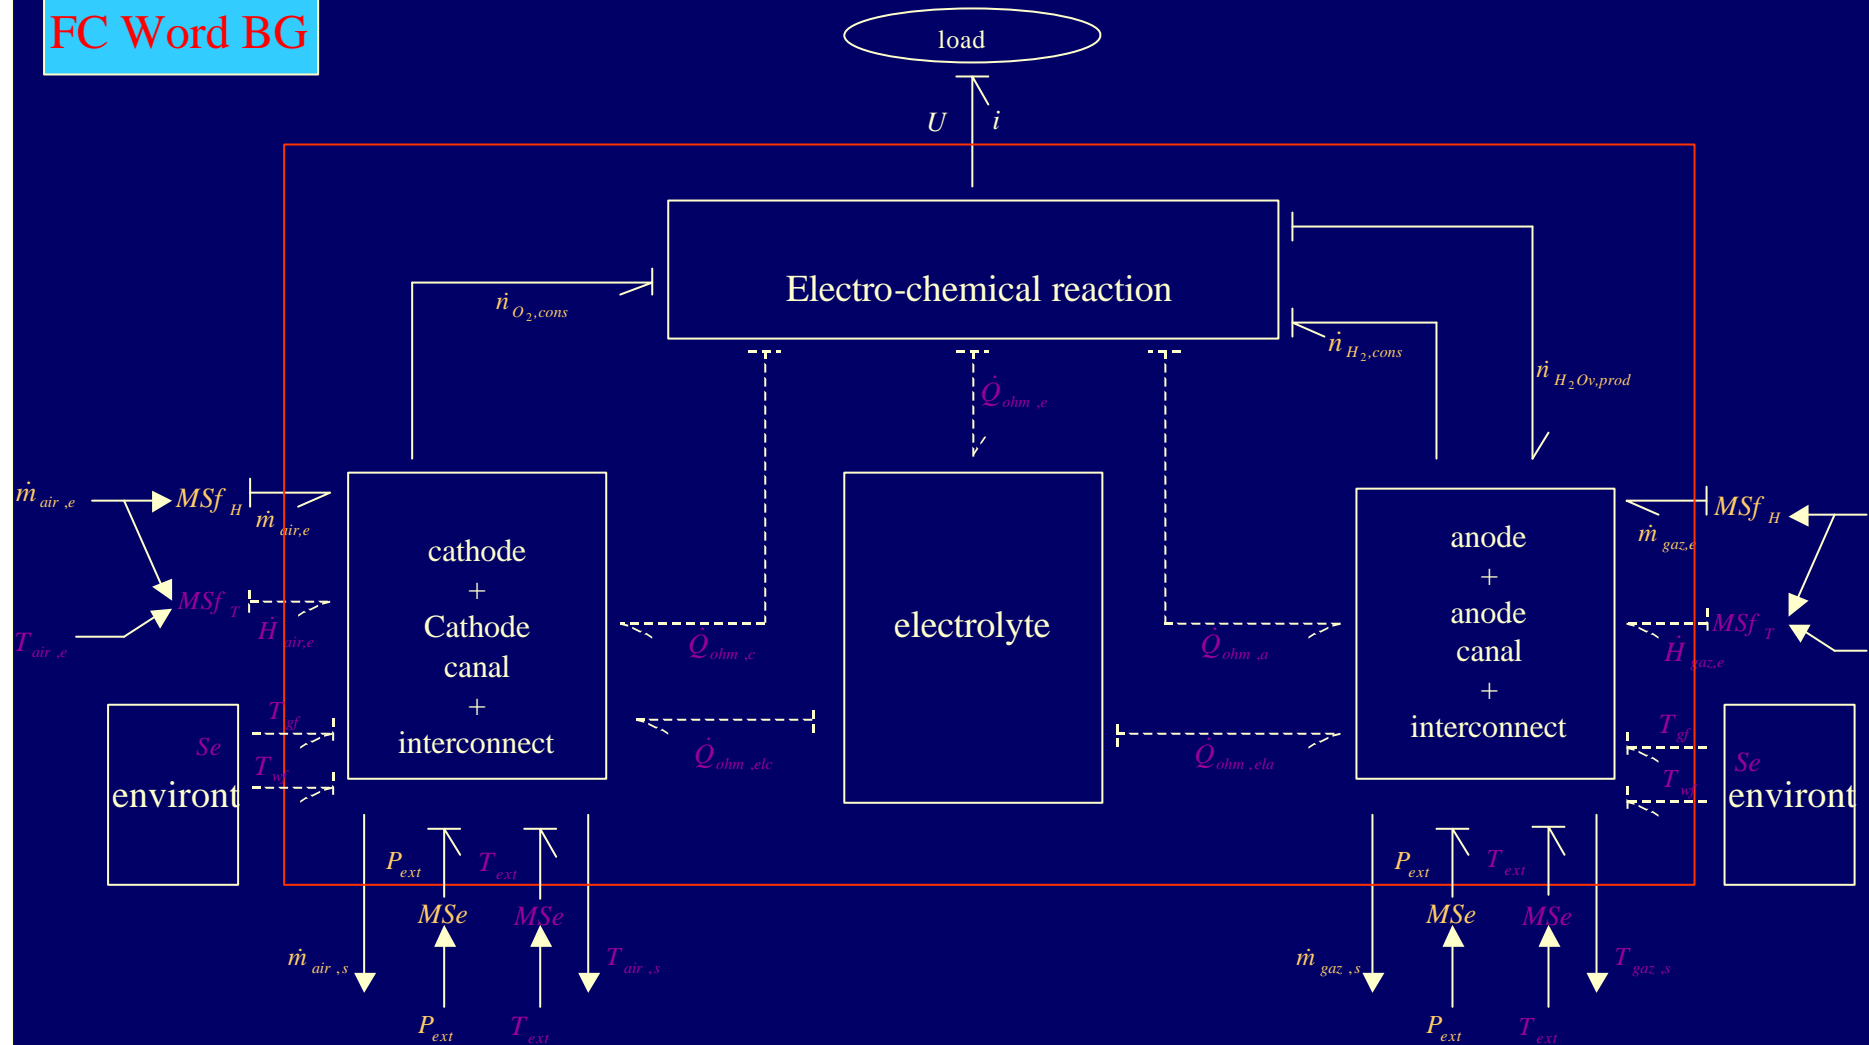 FC Word BG
load
U i
Electro-chemical reaction
ṅ O₂,cons
ṅ H₂,cons
ṅ H₂Ov,prod
Q̇ ohm ,e
ṁ air ,e
MSf H
ṁ air,e
MSf T
Ḣ air,e
T air ,e
cathode
+
Cathode
canal
+
interconnect
Q̇ ohm ,c
Q̇ ohm ,elc
electrolyte
Q̇ ohm ,a
Q̇ ohm ,ela
anode
+
anode
canal
+
interconnect
MSf H
ṁ gaz,e
MSf T
Ḣ gaz,e
T gf
Se
T wf
environt
T gf
Se
T wf
environt
P ext T ext
MSe MSe
ṁ air ,s T air ,s
P ext T ext
P ext T ext
MSe MSe
ṁ gaz ,s T gaz ,s
P ext T ext